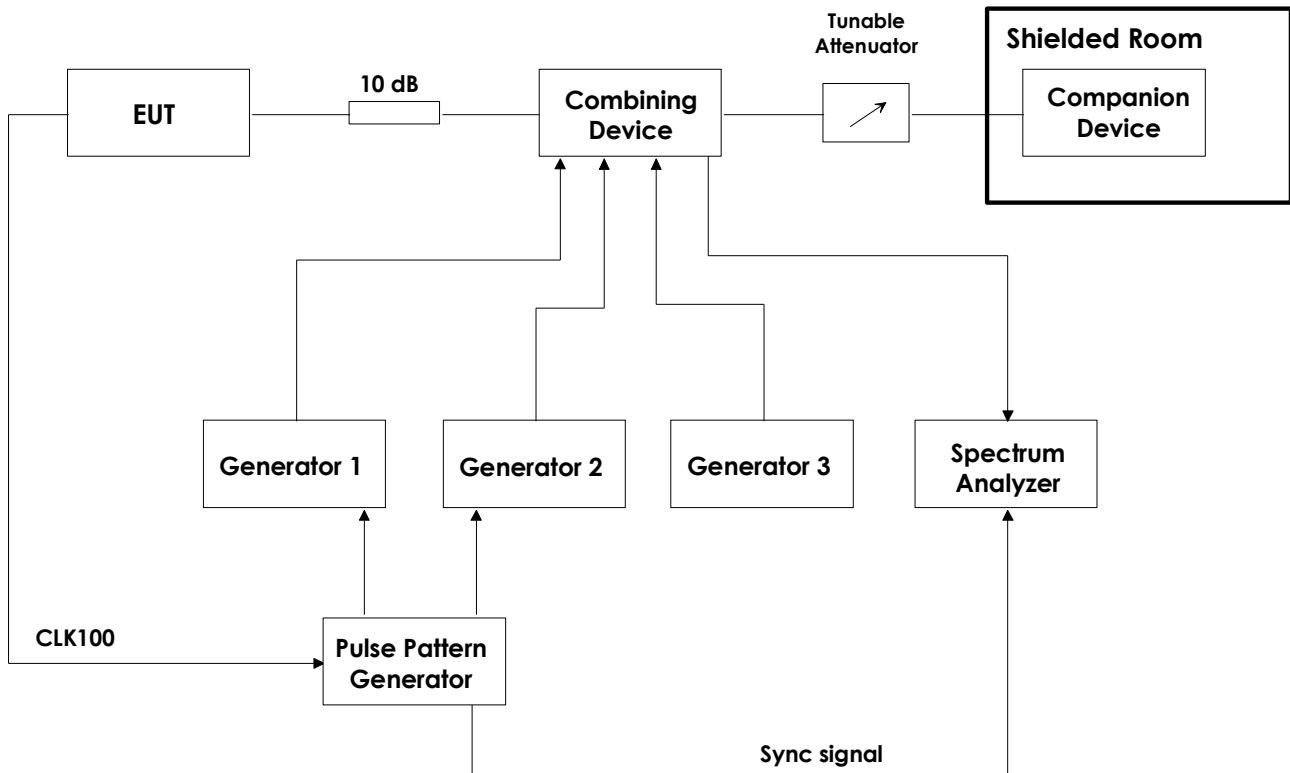 Tunable
Attenuator
Shielded Room
10 dB
EUT
Combining
Device
Companion
Device
Generator 1
Generator 2
Generator 3
Spectrum
Analyzer
CLK100
Pulse Pattern
Generator
Sync signal